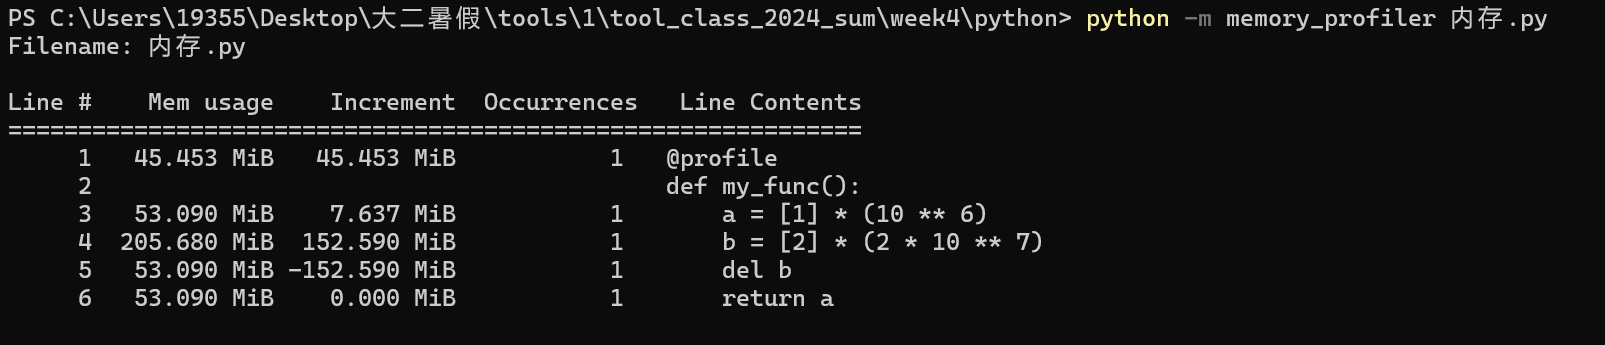 PS C:\Users\19355\Desktop\大二暑假\tools\1\tool_class_2024_sum\week4\python> python -m memory_profiler 内存.py
Filename: 内存.py
Line #    Mem usage    Increment  Occurrences   Line Contents
=============================================================
     1   45.453 MiB   45.453 MiB           1   @profile
     2                                         def my_func():
     3   53.090 MiB    7.637 MiB           1       a = [1] * (10 ** 6)
     4  205.680 MiB  152.590 MiB           1       b = [2] * (2 * 10 ** 7)
     5   53.090 MiB -152.590 MiB           1       del b
     6   53.090 MiB    0.000 MiB           1       return a